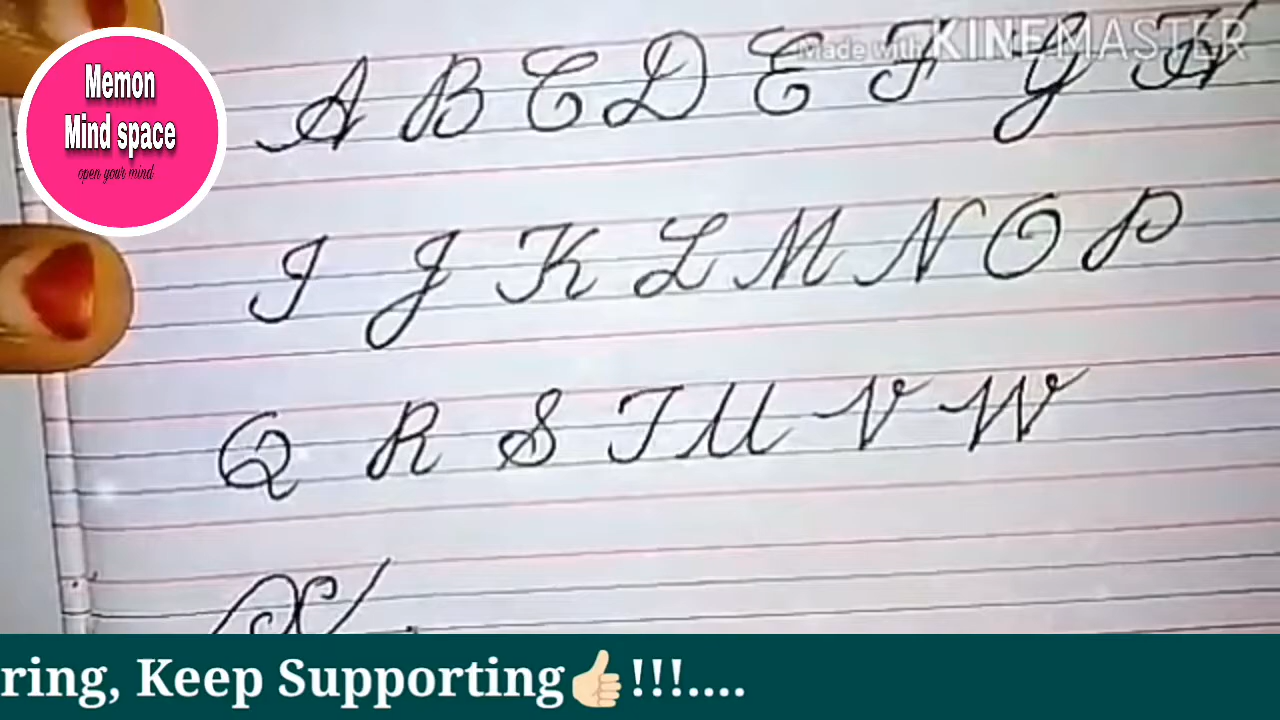 Made with KINEMASTER
Memon
Mind space
open your mind
A B C D E F G H
I J K L M N O P
Q R S T U V W
X
ring, Keep Supporting👍🏻!!!....